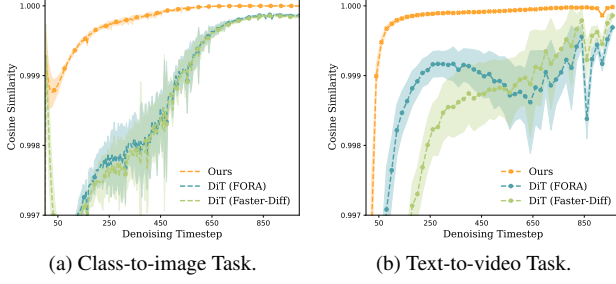 1.000
0.999
0.998
0.997
Cosine Similarity
50
250
450
650
850
Denoising Timestep
Ours
DiT (FORA)
DiT (Faster-Diff)
(a) Class-to-image Task.
1.000
0.999
0.998
0.997
Cosine Similarity
50
250
450
650
850
Denoising Timestep
Ours
DiT (FORA)
DiT (Faster-Diff)
(b) Text-to-video Task.